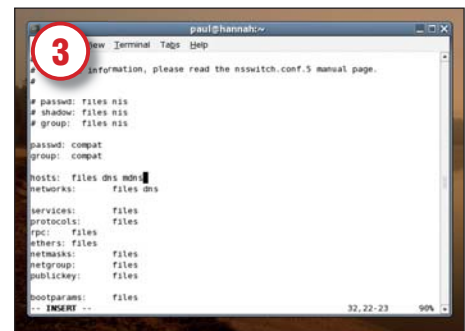 paul@hannah:~
3
View Terminal Tabs Help
#
# information, please read the nsswitch.conf.5 manual page.
#
# passwd: files nis
# shadow: files nis
# group: files nis
passwd: compat
group: compat
hosts: files dns mdns
networks: files dns
services: files
protocols: files
rpc: files
ethers: files
netmasks: files
netgroup: files
publickey: files
bootparams: files
-- INSERT -- 32,22-23 90%